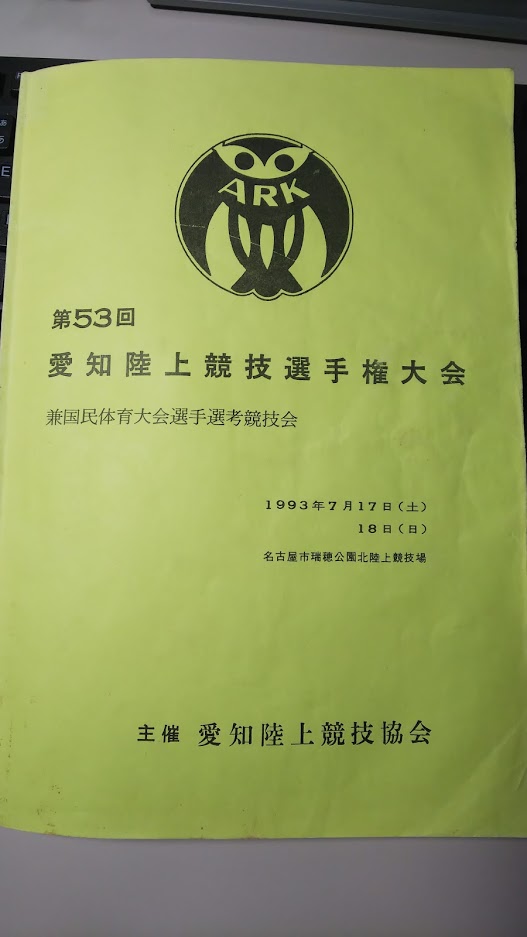 ARK
第53回
愛知陸上競技選手権大会
兼国民体育大会選手選考競技会
1993年7月17日(土)
18日(日)
名古屋市瑞穂公園北陸上競技場
主催 愛知陸上競技協会